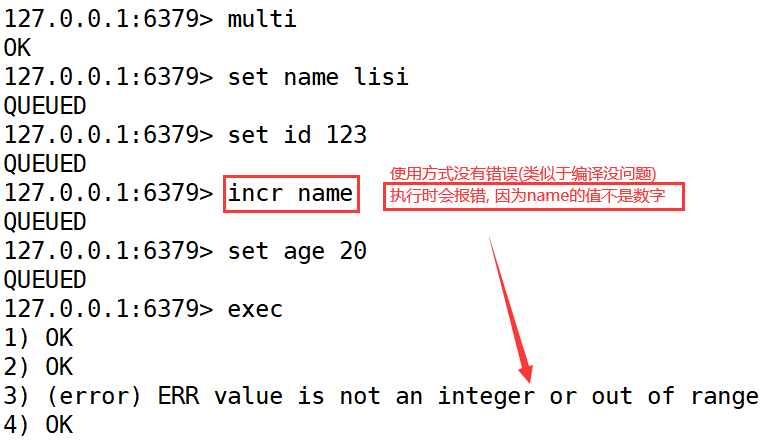 127.0.0.1:6379> multi
OK
127.0.0.1:6379> set name lisi
QUEUED
127.0.0.1:6379> set id 123
QUEUED
使用方式没有错误(类似于编译没问题)
127.0.0.1:6379> incr name
执行时会报错, 因为name的值不是数字
QUEUED
127.0.0.1:6379> set age 20
QUEUED
127.0.0.1:6379> exec
1) OK
2) OK
3) (error) ERR value is not an integer or out of range
4) OK